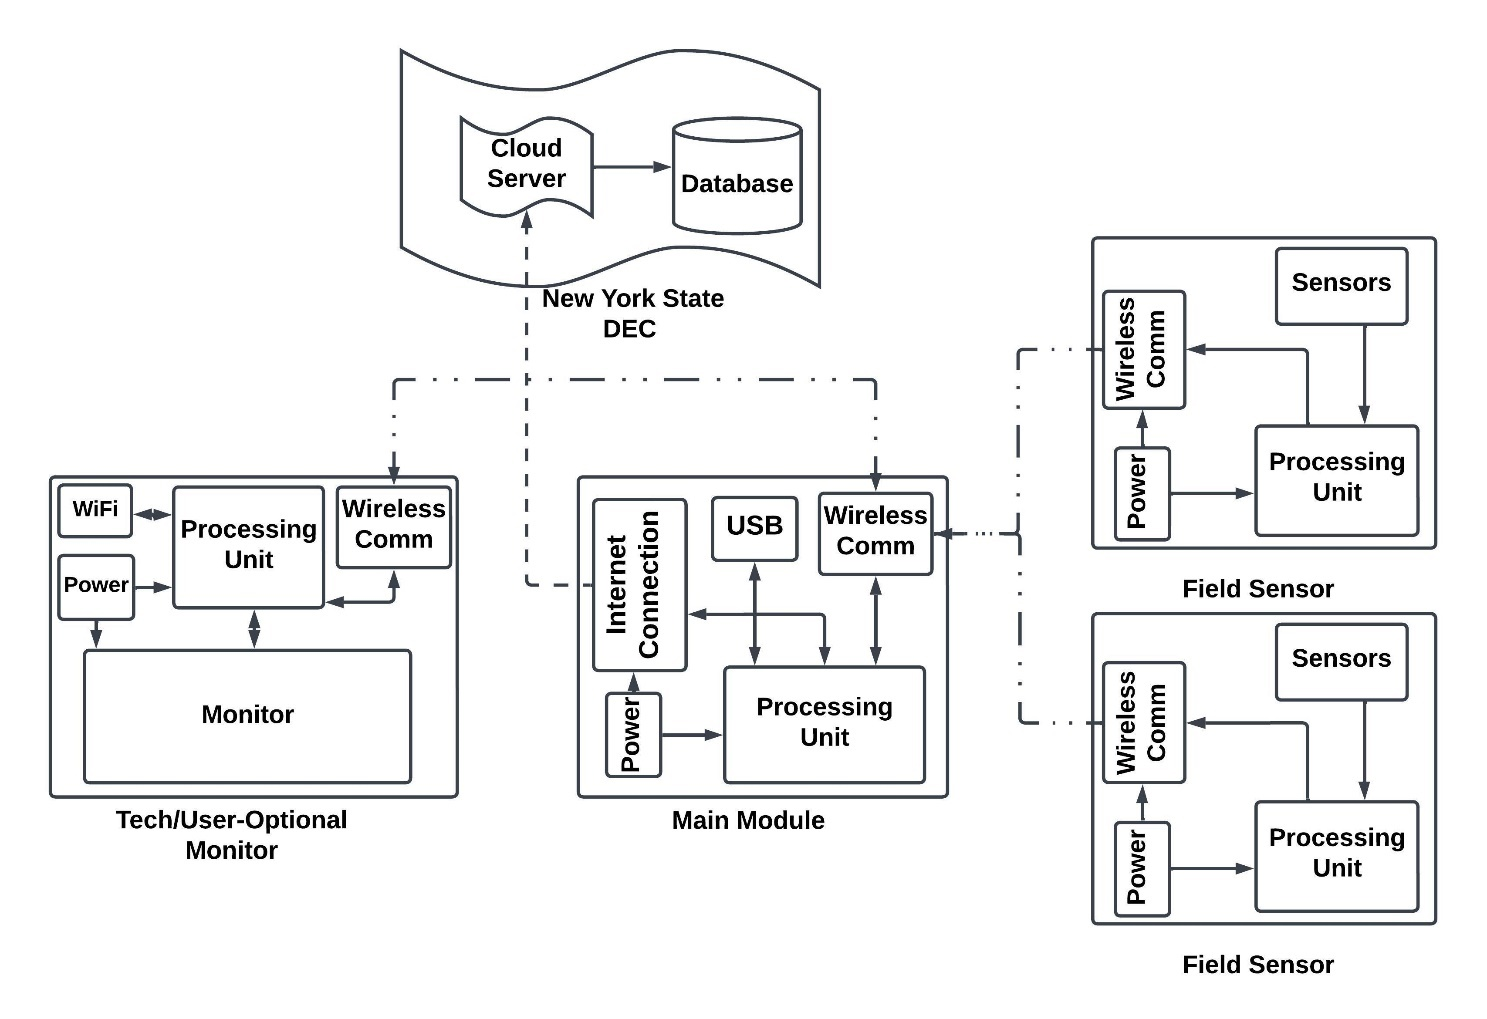 Cloud
Server
Database
New York State
DEC
WiFi
Power
Processing
Unit
Wireless
Comm
Monitor
Tech/User-Optional
Monitor
Internet
Connection
USB
Wireless
Comm
Power
Processing
Unit
Main Module
Sensors
Wireless
Comm
Power
Processing
Unit
Field Sensor
Sensors
Wireless
Comm
Power
Processing
Unit
Field Sensor